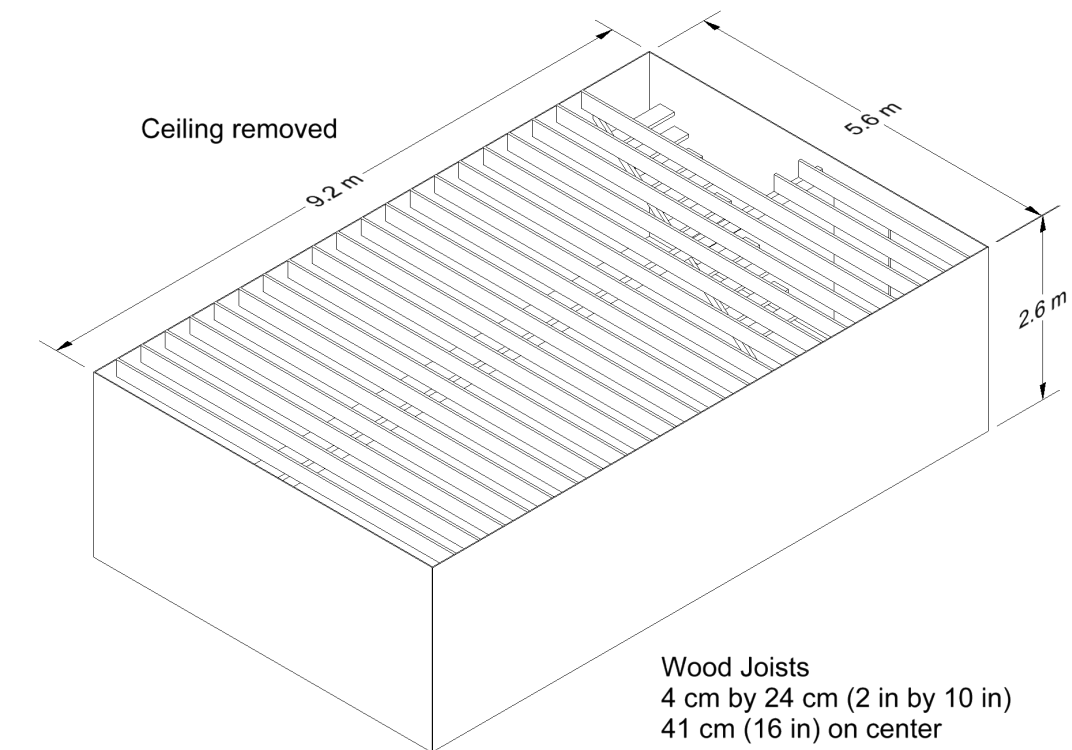 Ceiling removed
9.2 m
5.6 m
2.6 m
Wood Joists
4 cm by 24 cm (2 in by 10 in)
41 cm (16 in) on center